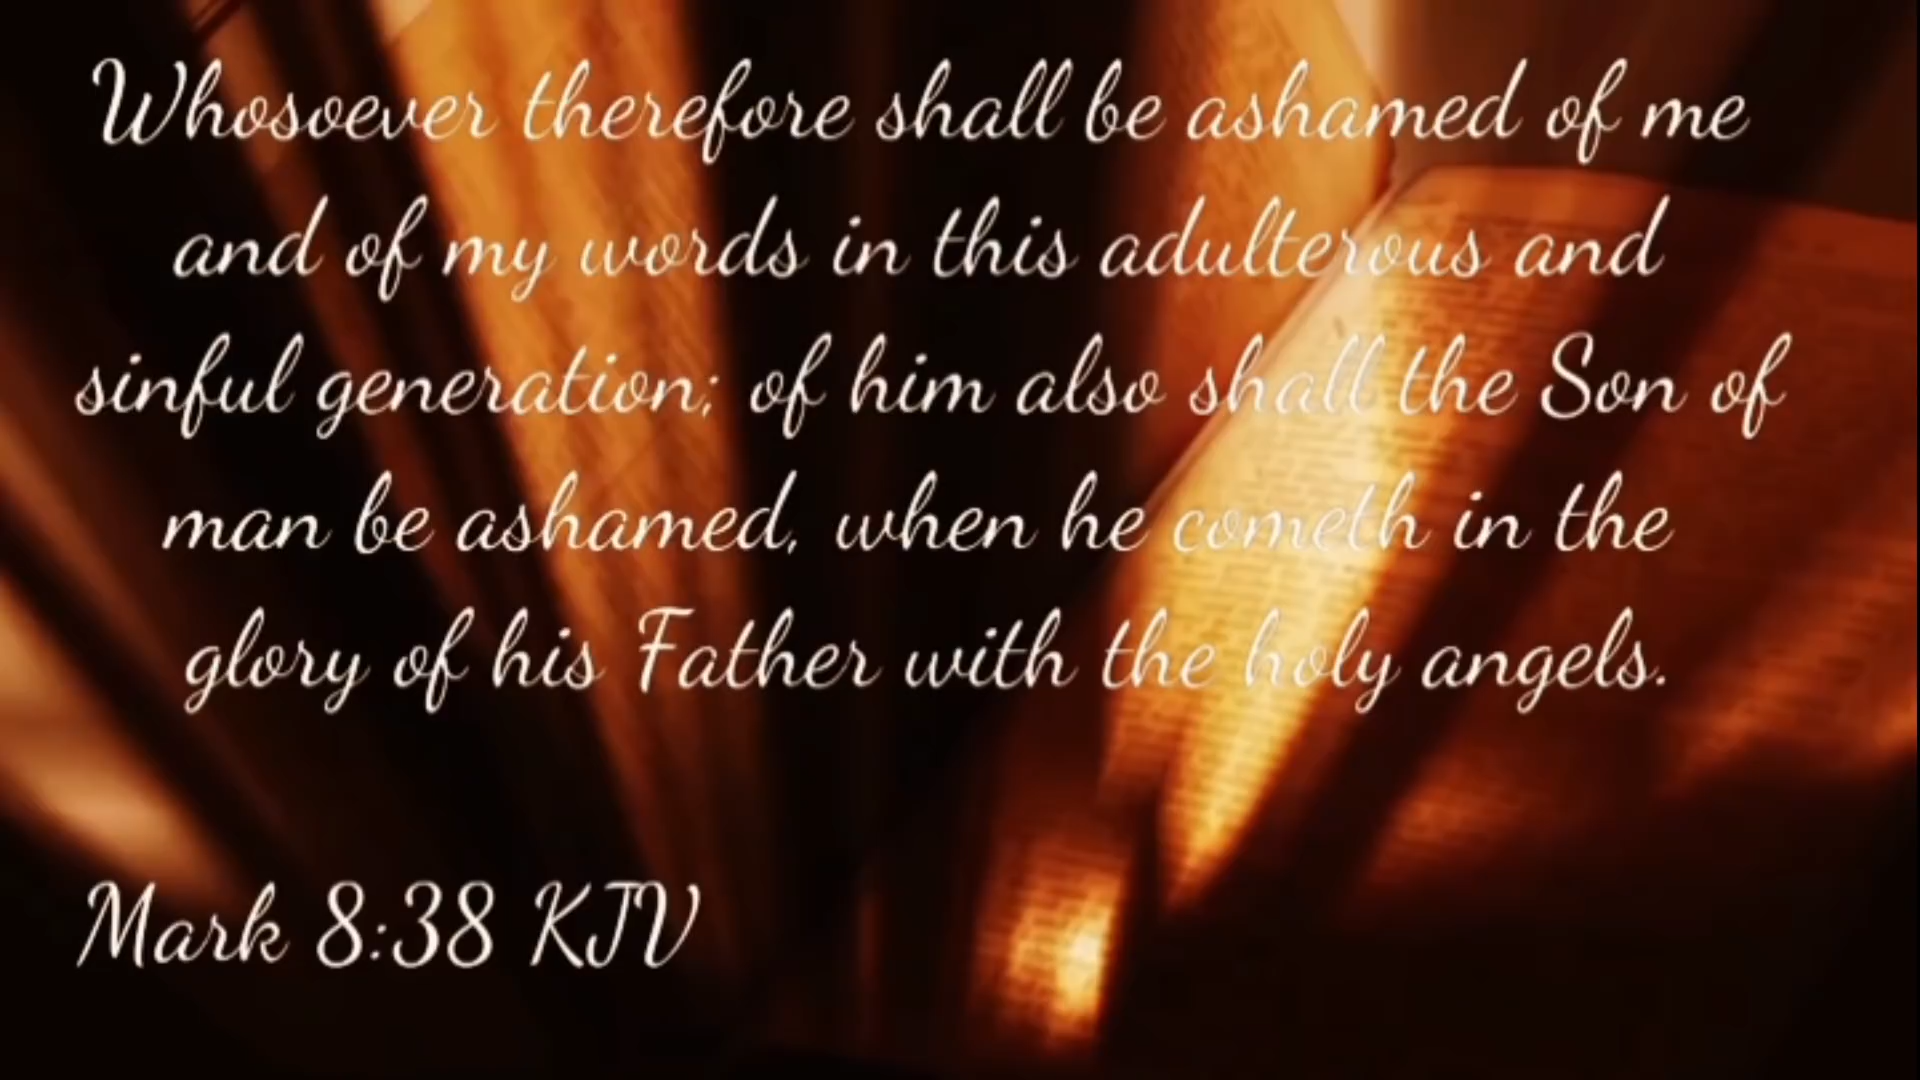 Whosoever therefore shall be ashamed of me
and of my words in this adulterous and
sinful generation; of him also shall the Son of
man be ashamed, when he cometh in the
glory of his Father with the holy angels.
Mark 8:38 KJV